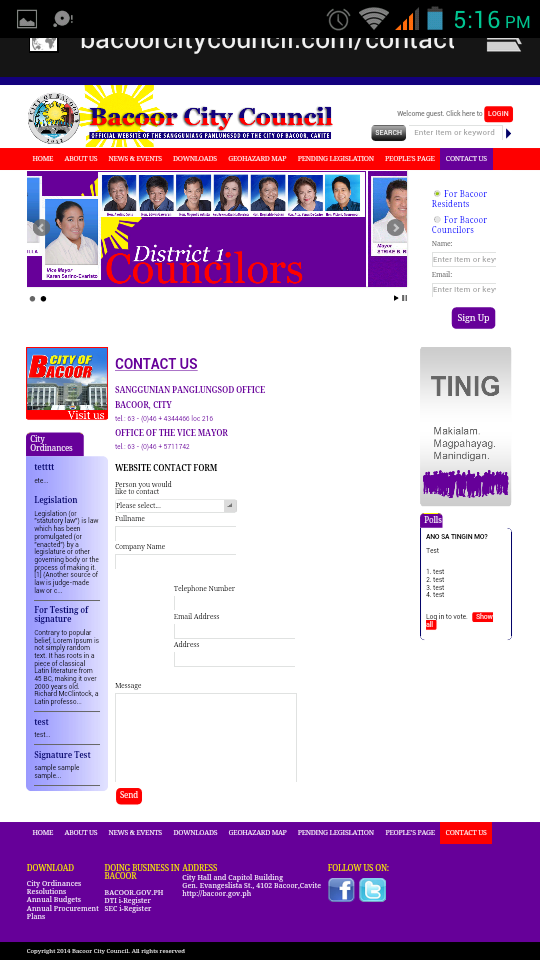 5:16 PM
bacoorcitycouncil.com/contact
Bacoor City Council
OFFICIAL WEBSITE OF THE SANGGUNIANG PANLUNGSOD OF THE CITY OF BACOOR, CAVITE
Welcome guest. Click here to LOGIN
SEARCH Enter Item or keyword
HOME ABOUT US NEWS & EVENTS DOWNLOADS GEOHAZARD MAP PENDING LEGISLATION PEOPLE'S PAGE CONTACT US
Vice Mayor
Karen Sarino-Evaristo
District 1
Councilors
Mayor
For Bacoor
Residents
For Bacoor
Councilors
Name:
Enter Item or key
Email:
Enter Item or key
Sign Up
CITY OF
BACOOR
Visit us
City
Ordinances
tetttt
ete...
Legislation
Legislation (or
"statutory law") is law
which has been
promulgated (or
"enacted") by a
legislature or other
governing body or the
process of making it.
[1] (Another source of
law is judge-made
law or c...
For Testing of
signature
Contrary to popular
belief, Lorem Ipsum is
not simply random
text. It has roots in a
piece of classical
Latin literature from
45 BC, making it over
2000 years old.
Richard McClintock, a
Latin professo...
test
test...
Signature Test
sample sample
sample...
CONTACT US
SANGGUNIAN PANLUNGSOD OFFICE
BACOOR, CITY
tel.: 63 - (0)46 + 4344466 loc 216
OFFICE OF THE VICE MAYOR
tel.: 63 - (0)46 + 5711742
WEBSITE CONTACT FORM
Person you would
like to contact
Please select...
Fullname
Company Name
Telephone Number
Email Address
Address
Message
Send
TINIG
Makialam.
Magpahayag.
Manindigan.
Polls
ANO SA TINGIN MO?
Test
1. test
2. test
3. test
4. test
Log in to vote. Show
all
HOME ABOUT US NEWS & EVENTS DOWNLOADS GEOHAZARD MAP PENDING LEGISLATION PEOPLE'S PAGE CONTACT US
DOWNLOAD
City Ordinances
Resolutions
Annual Budgets
Annual Procurement
Plans
DOING BUSINESS IN
BACOOR
BACOOR.GOV.PH
DTI i-Register
SEC i-Register
ADDRESS
City Hall and Capitol Building
Gen. Evangeslista St., 4102 Bacoor,Cavite
http://bacoor.gov.ph
FOLLOW US ON:
Copyright 2014 Bacoor City Council. All rights reserved